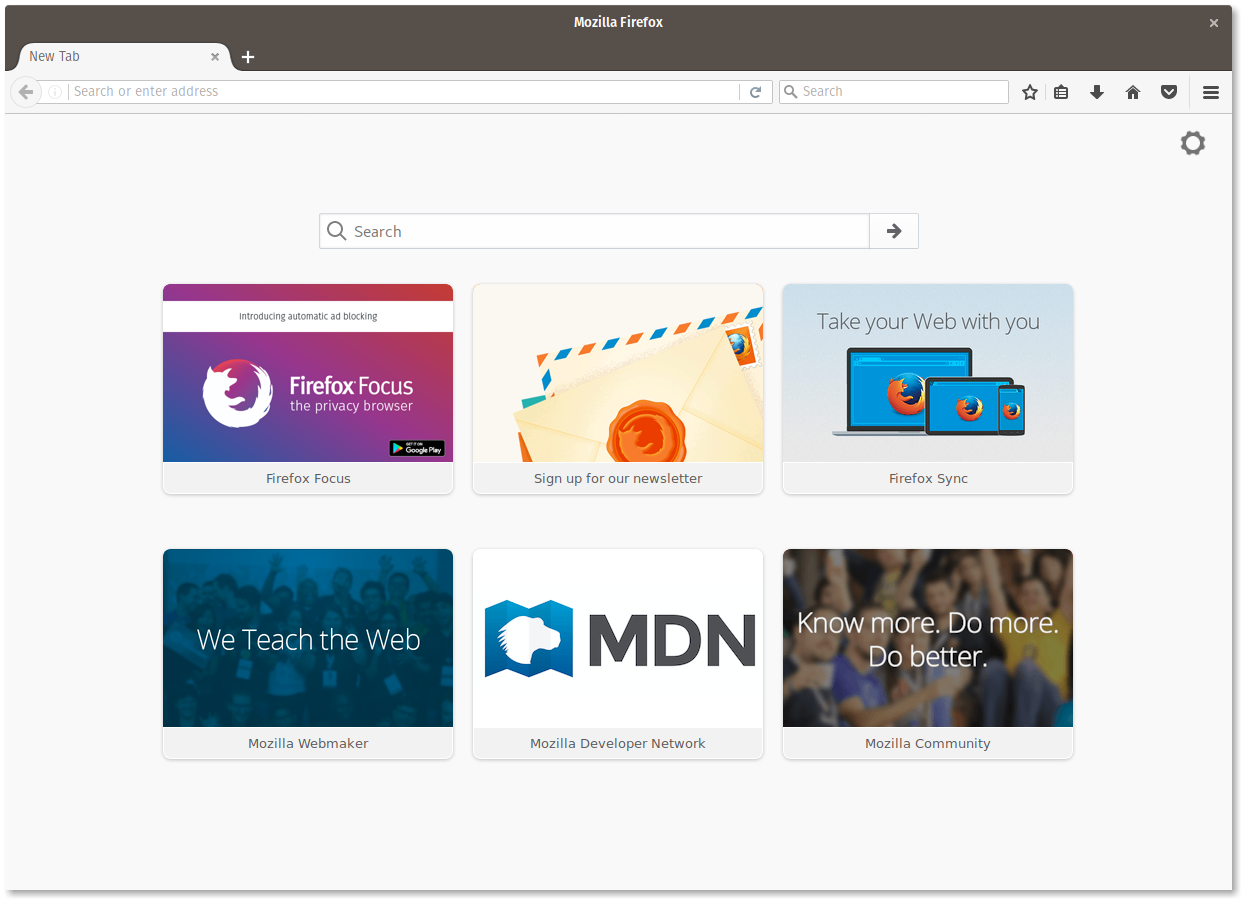 Mozilla Firefox
New Tab
Search or enter address
Search
Search
Introducing automatic ad blocking
Firefox Focus
the privacy browser
GET IT ON
Google Play
Take your Web with you
Firefox Focus
Sign up for our newsletter
Firefox Sync
We Teach the Web
MDN
Know more. Do more.
Do better.
Mozilla Webmaker
Mozilla Developer Network
Mozilla Community